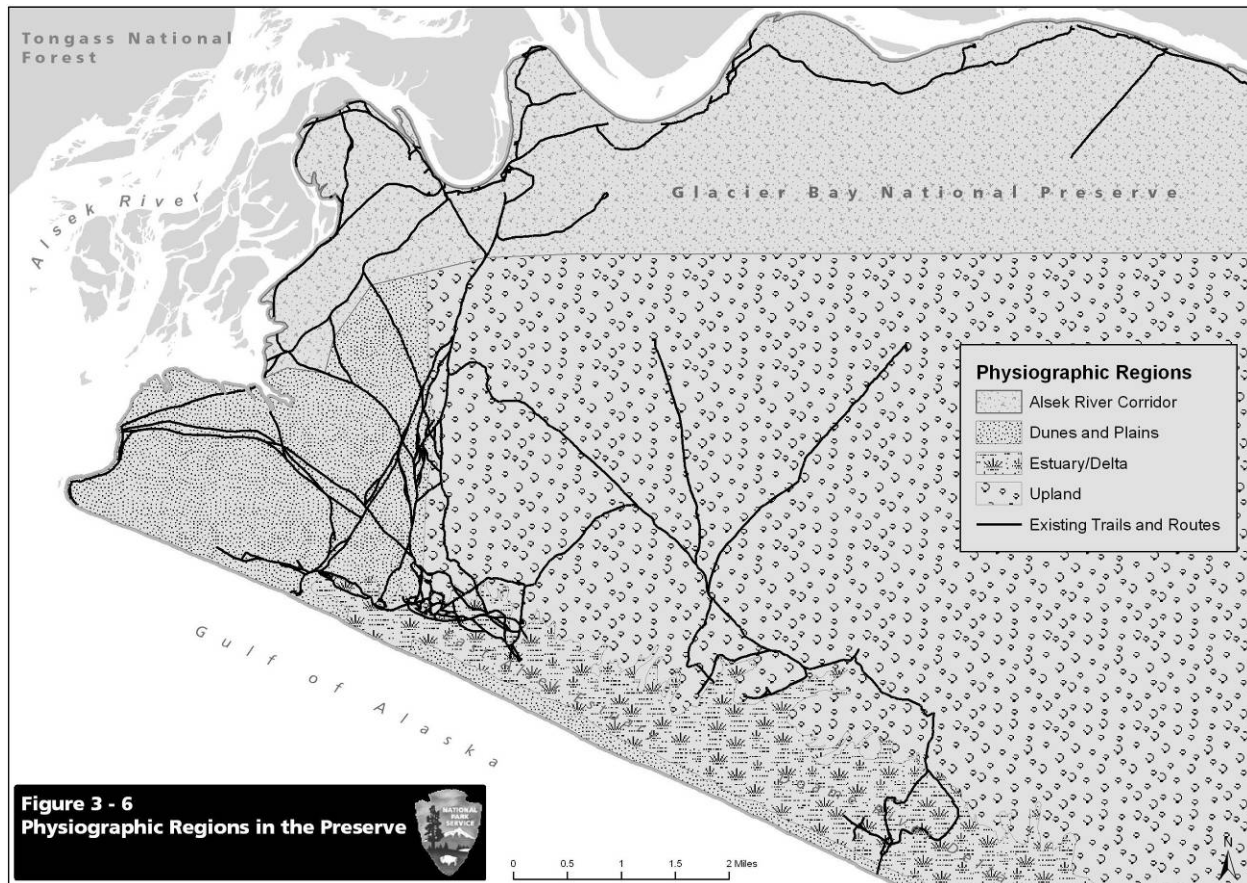 Tongass National
Forest
Alsek River
Glacier Bay National Preserve
Physiographic Regions
Alsek River Corridor
Dunes and Plains
Estuary/Delta
Upland
Existing Trails and Routes
Gulf of Alaska
Figure 3 - 6
Physiographic Regions in the Preserve
NATIONAL
PARK
SERVICE
0 0.5 1 1.5 2 Miles
N